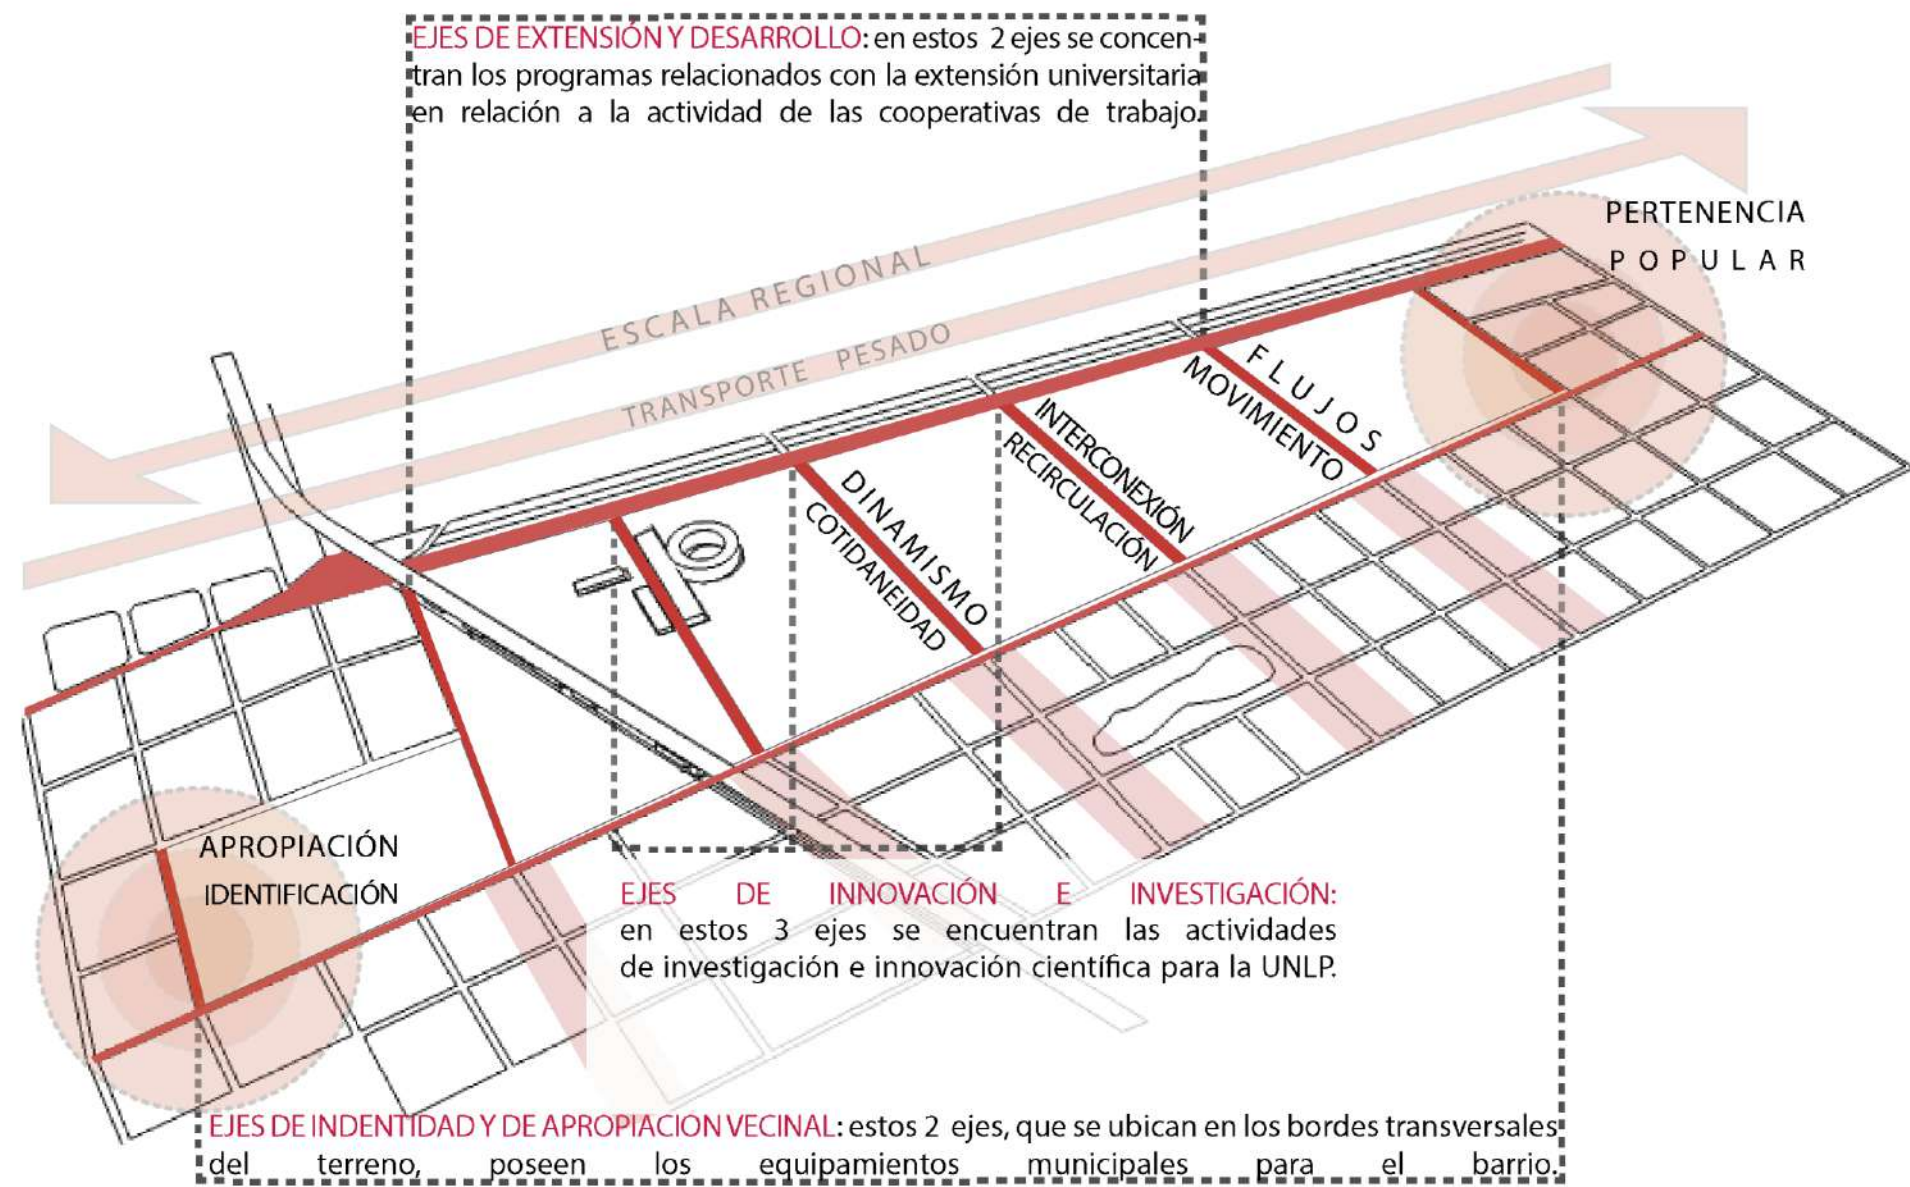 EJES DE EXTENSIÓN Y DESARROLLO: en estos 2 ejes se concen-
tran los programas relacionados con la extensión universitaria
en relación a la actividad de las cooperativas de trabajo.
PERTENENCIA
POPULAR
ESCALA REGIONAL
TRANSPORTE PESADO
FLUJOS
MOVIMIENTO
INTERCONEXIÓN
RECIRCULACIÓN
DINAMISMO
COTIDANEIDAD
APROPIACIÓN
IDENTIFICACIÓN
EJES DE INNOVACIÓN E INVESTIGACIÓN:
en estos 3 ejes se encuentran las actividades
de investigación e innovación científica para la UNLP.
EJES DE INDENTIDAD Y DE APROPIACION VECINAL: estos 2 ejes, que se ubican en los bordes transversales
del terreno, poseen los equipamientos municipales para el barrio.